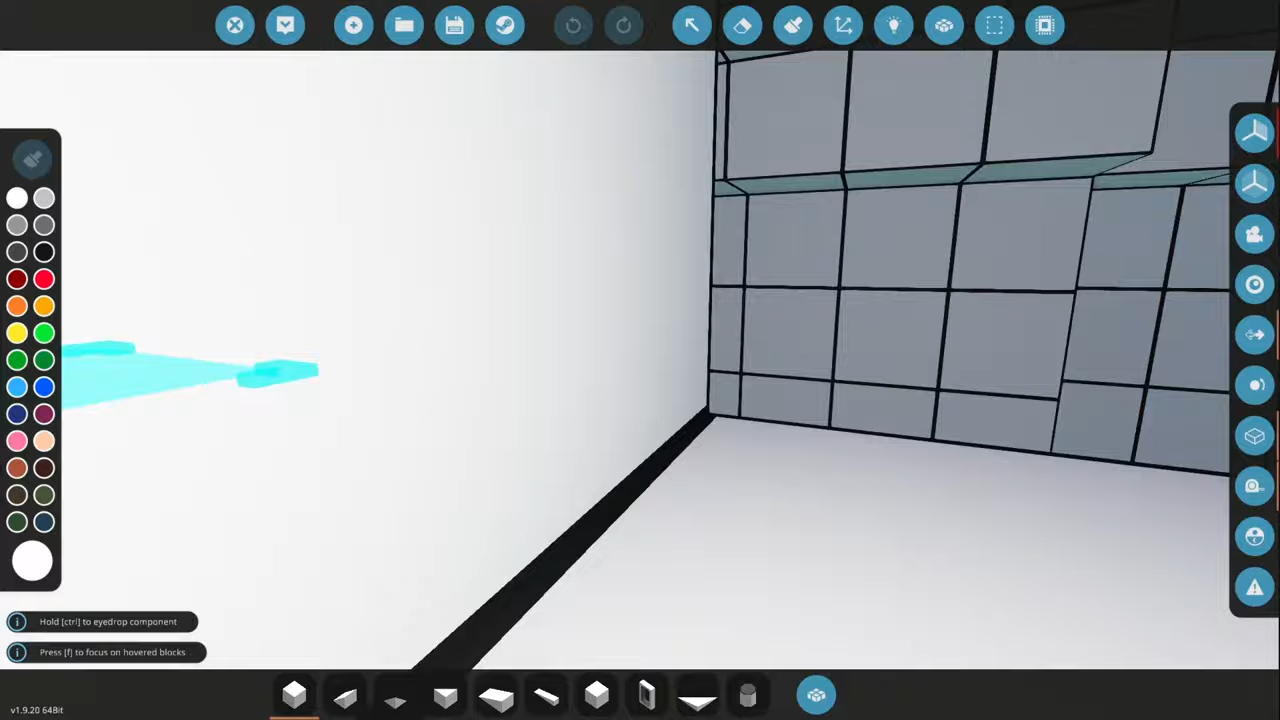 Hold [ctrl] to eyedrop component
Press [f] to focus on hovered blocks
v1.9.20 64Bit